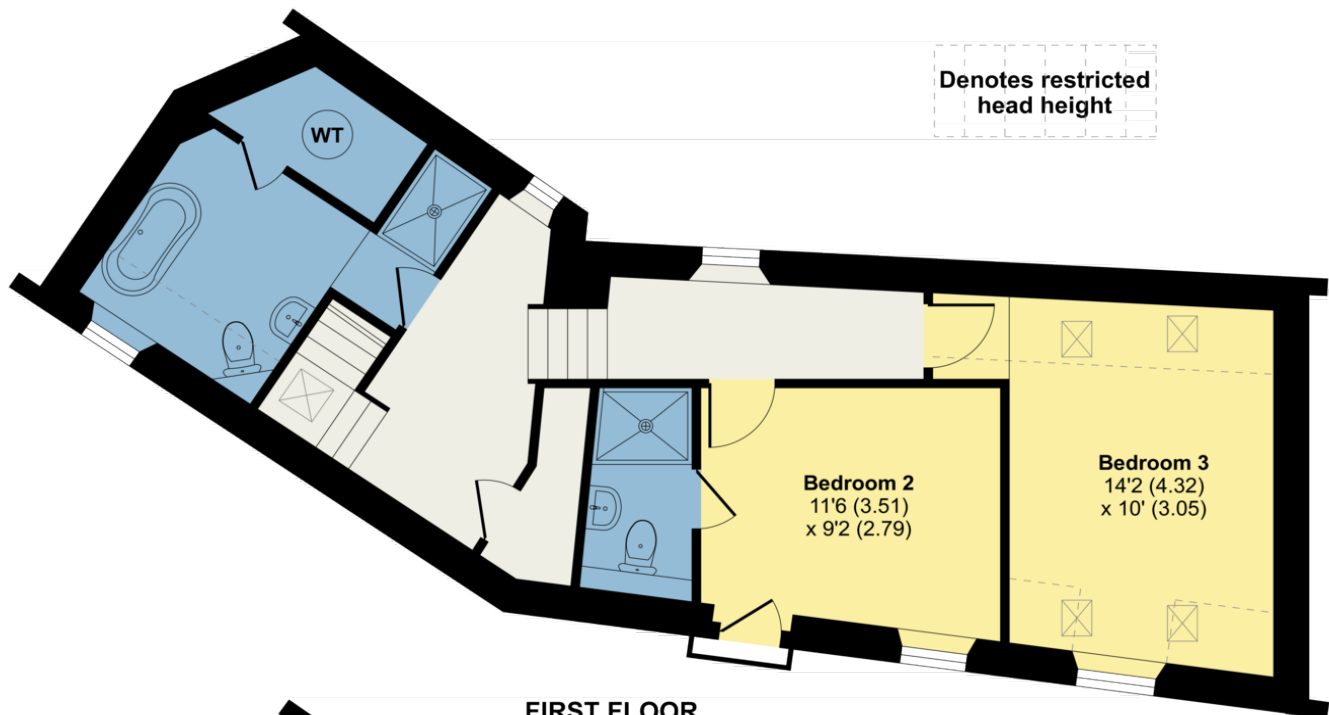 Denotes restricted
head height
WT
Bedroom 2
11'6 (3.51)
x 9'2 (2.79)
Bedroom 3
14'2 (4.32)
x 10' (3.05)
FIRST FLOOR